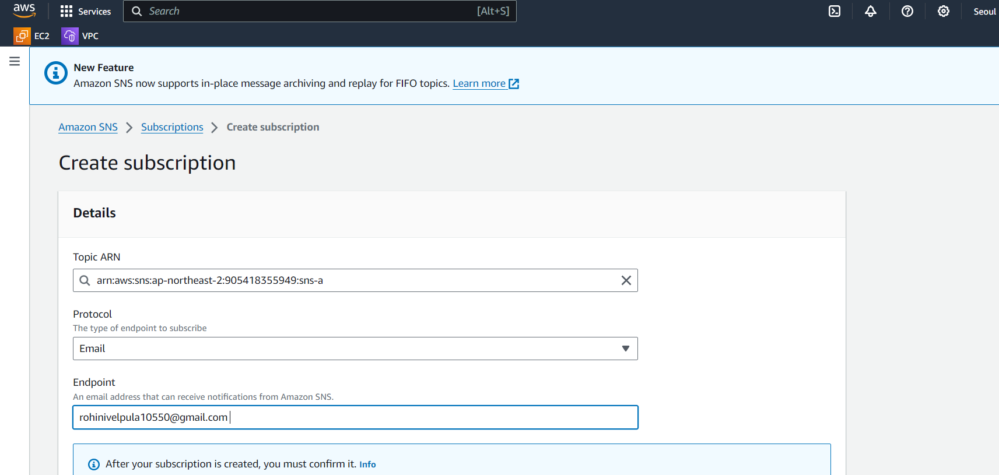 aws Services Search [Alt+S] Seoul
EC2 VPC
New Feature
Amazon SNS now supports in-place message archiving and replay for FIFO topics. Learn more
Amazon SNS > Subscriptions > Create subscription
Create subscription
Details
Topic ARN
arn:aws:sns:ap-northeast-2:905418355949:sns-a
Protocol
The type of endpoint to subscribe
Email
Endpoint
An email address that can receive notifications from Amazon SNS.
rohinivelpula10550@gmail.com
After your subscription is created, you must confirm it. Info